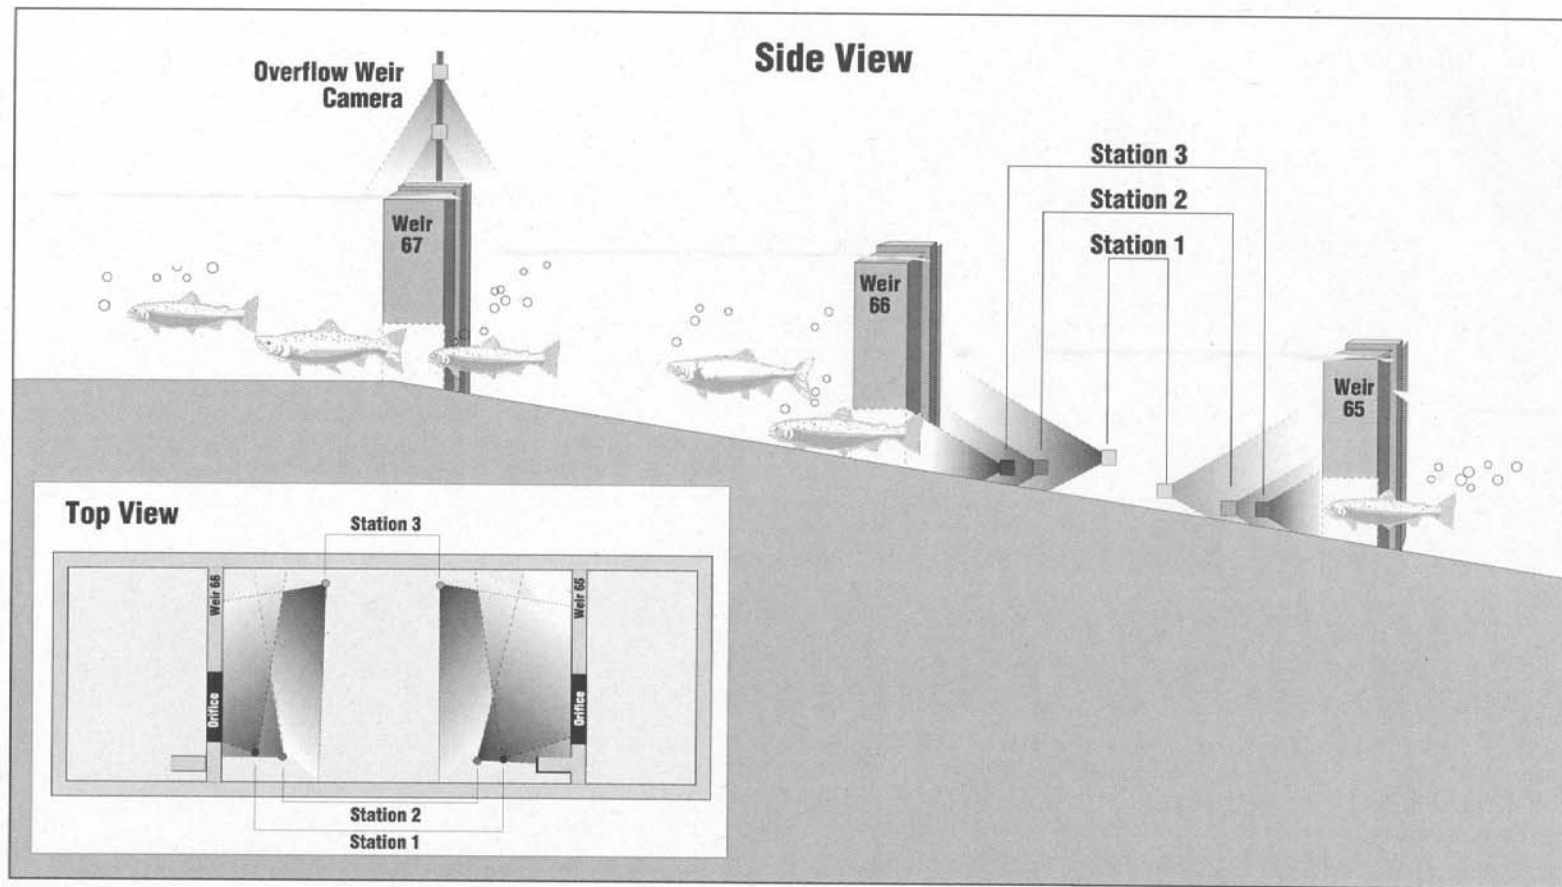 Side View
Overflow Weir
Camera
Weir
67
Station 3
Station 2
Station 1
Weir
66
Weir
65
Top View
Station 3
Weir 66
Weir 65
Orifice
Orifice
Station 2
Station 1